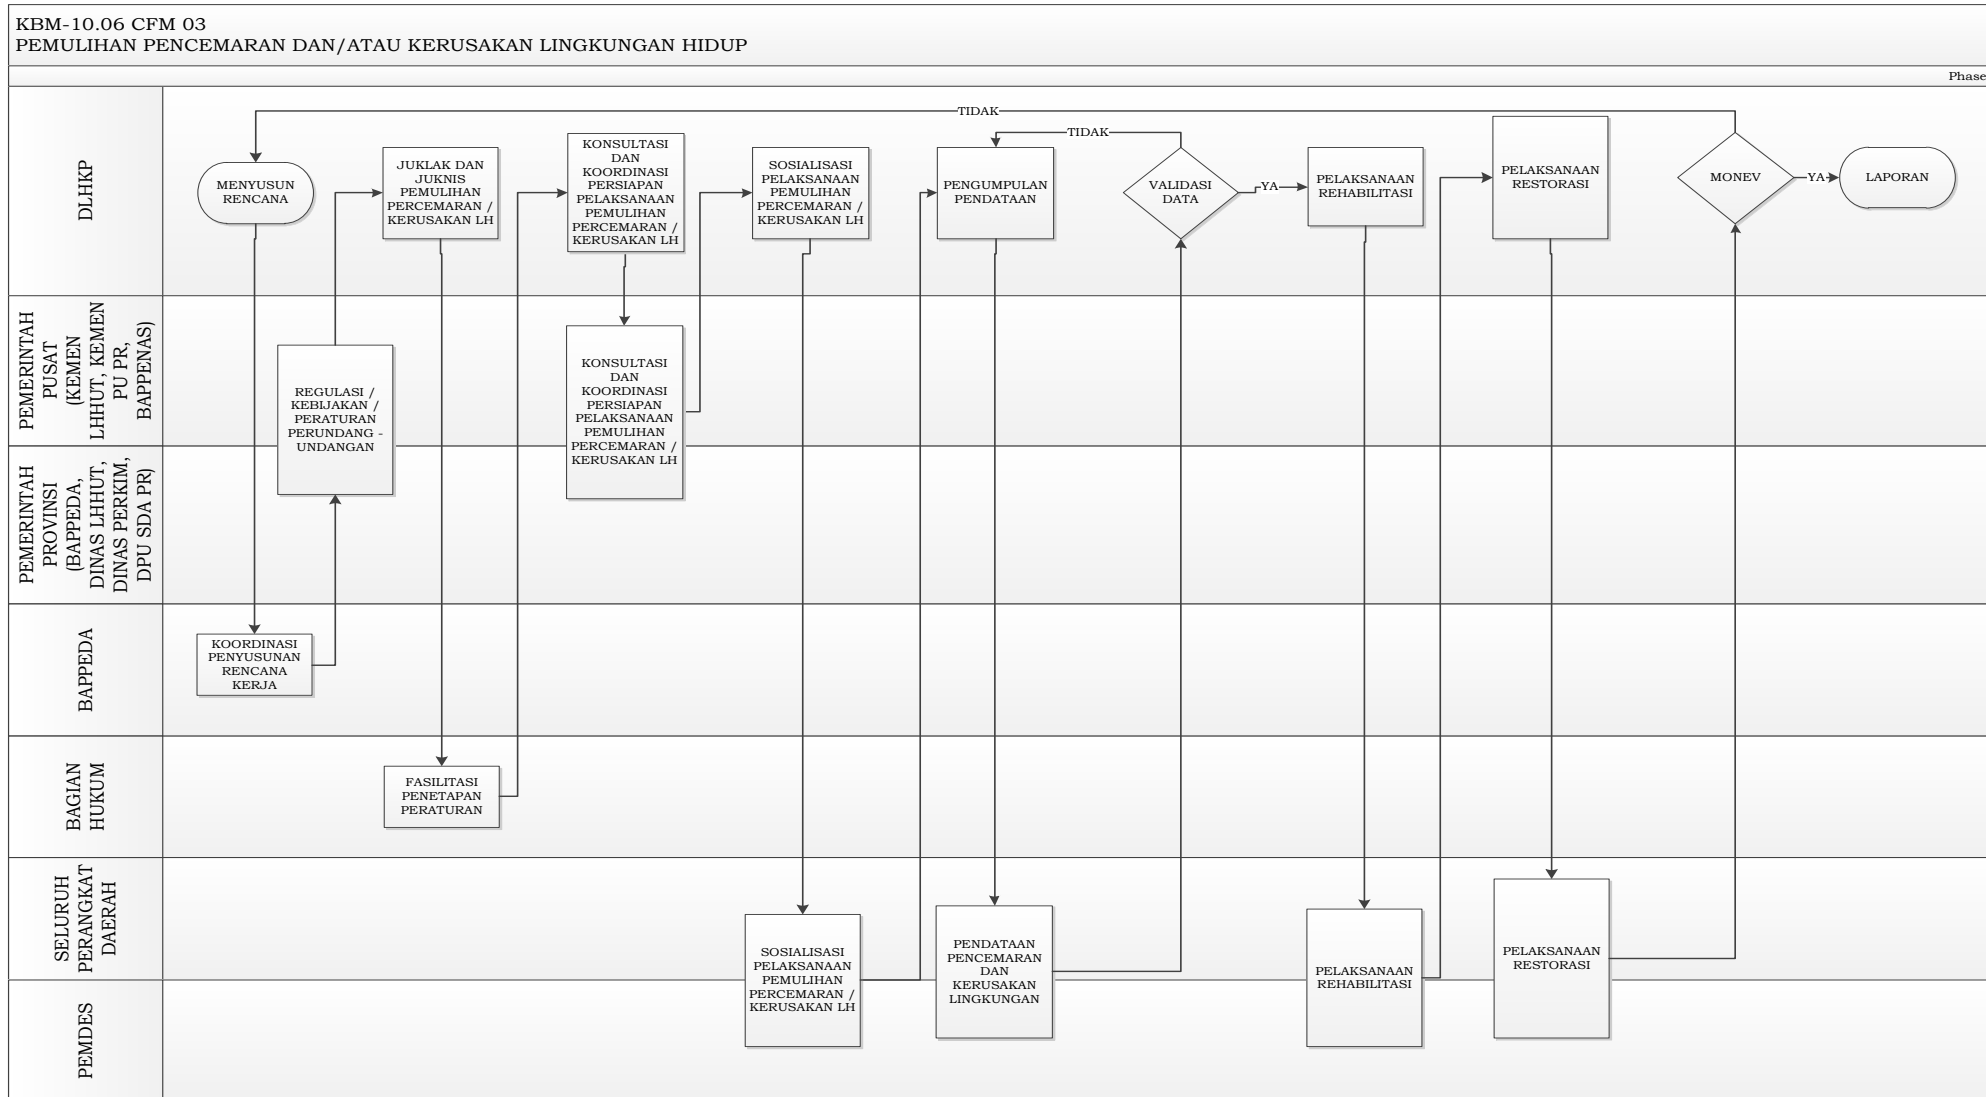 KBM-10.06 CFM 03
PEMULIHAN PENCEMARAN DAN/ATAU KERUSAKAN LINGKUNGAN HIDUP
Phase
DLHKP
TIDAK
MENYUSUN
RENCANA
JUKLAK DAN
JUKNIS
PEMULIHAN
PERCEMARAN /
KERUSAKAN LH
KONSULTASI
DAN
KOORDINASI
PERSIAPAN
PELAKSANAAN
PEMULIHAN
PERCEMARAN /
KERUSAKAN LH
SOSIALISASI
PELAKSANAAN
PEMULIHAN
PERCEMARAN /
KERUSAKAN LH
TIDAK
PENGUMPULAN
PENDATAAN
VALIDASI
DATA
YA
PELAKSANAAN
REHABILITASI
PELAKSANAAN
RESTORASI
MONEV
YA
LAPORAN
PEMERINTAH
PUSAT
(KEMEN
LHHUT, KEMEN
PU PR,
BAPPENAS)
REGULASI /
KEBIJAKAN /
PERATURAN
PERUNDANG -
UNDANGAN
KONSULTASI
DAN
KOORDINASI
PERSIAPAN
PELAKSANAAN
PEMULIHAN
PERCEMARAN /
KERUSAKAN LH
PEMERINTAH
PROVINSI
(BAPPEDA,
DINAS LHHUT,
DINAS PERKIM,
DPU SDA PR)
BAPPEDA
KOORDINASI
PENYUSUNAN
RENCANA
KERJA
BAGIAN
HUKUM
FASILITASI
PENETAPAN
PERATURAN
SELURUH
PERANGKAT
DAERAH
SOSIALISASI
PELAKSANAAN
PEMULIHAN
PERCEMARAN /
KERUSAKAN LH
PENDATAAN
PENCEMARAN
DAN
KERUSAKAN
LINGKUNGAN
PELAKSANAAN
REHABILITASI
PELAKSANAAN
RESTORASI
PEMDES